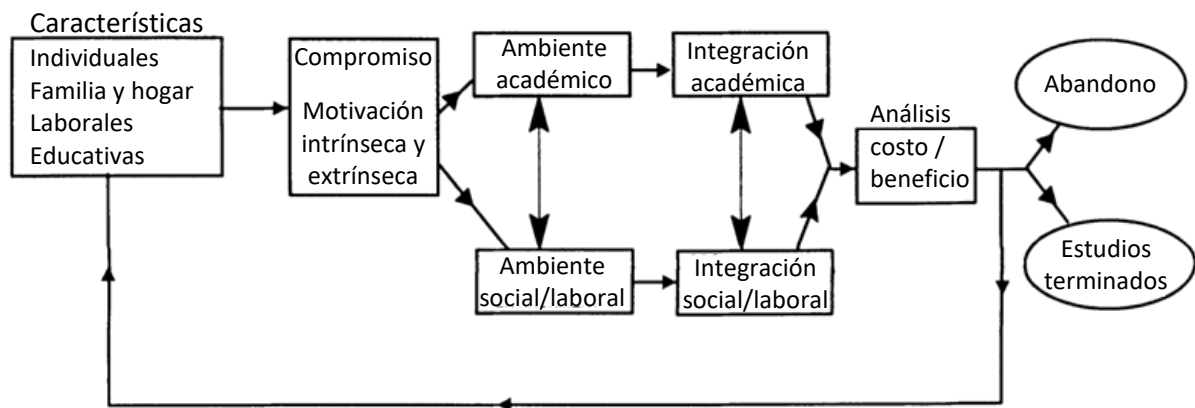 Características
Individuales
Familia y hogar
Laborales
Educativas
Compromiso
Motivación
intrínseca y
extrínseca
Ambiente
académico
Ambiente
social/laboral
Integración
académica
Integración
social/laboral
Análisis
costo /
beneficio
Abandono
Estudios
terminados